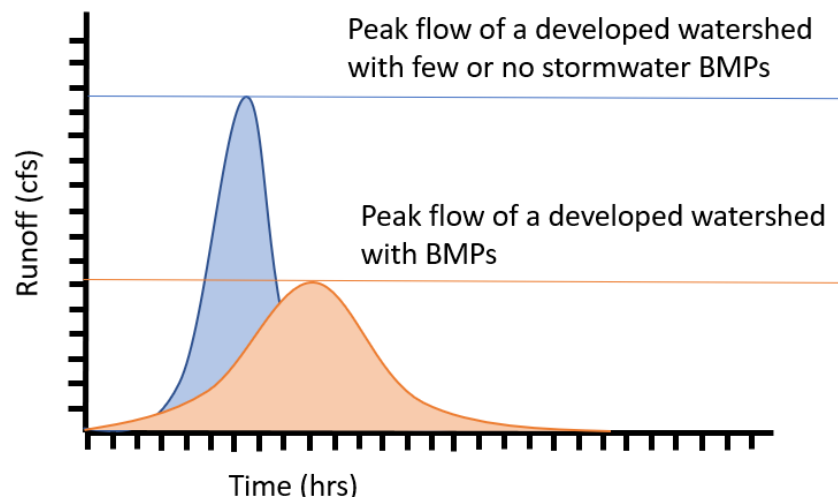 Peak flow of a developed watershed
with few or no stormwater BMPs
Peak flow of a developed watershed
with BMPs
Runoff (cfs)
Time (hrs)